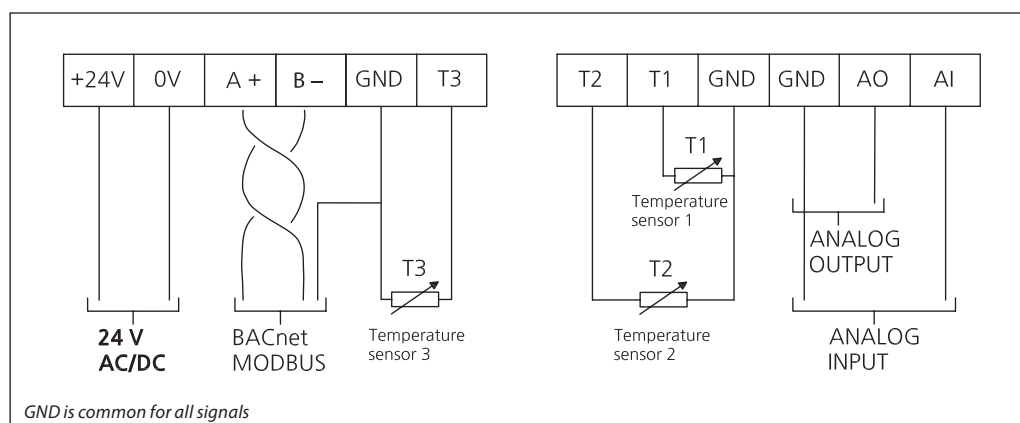 +24V 0V A + B – GND T3
T2 T1 GND GND AO AI
T1
Temperature
sensor 1
ANALOG
OUTPUT
T3
T2
24 V
AC/DC
BACnet
MODBUS
Temperature
sensor 3
Temperature
sensor 2
ANALOG
INPUT
GND is common for all signals